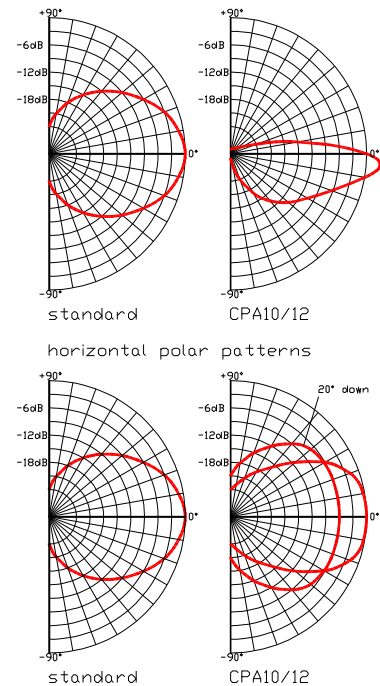 +90°
-6dB
-12dB
-18dB
0°
-90°
standard
+90°
-6dB
-12dB
-18dB
0°
-90°
CPA10/12
horizontal polar patterns
+90°
-6dB
-12dB
-18dB
0°
-90°
standard
+90°
20° down
-6dB
-12dB
-18dB
0°
-90°
CPA10/12